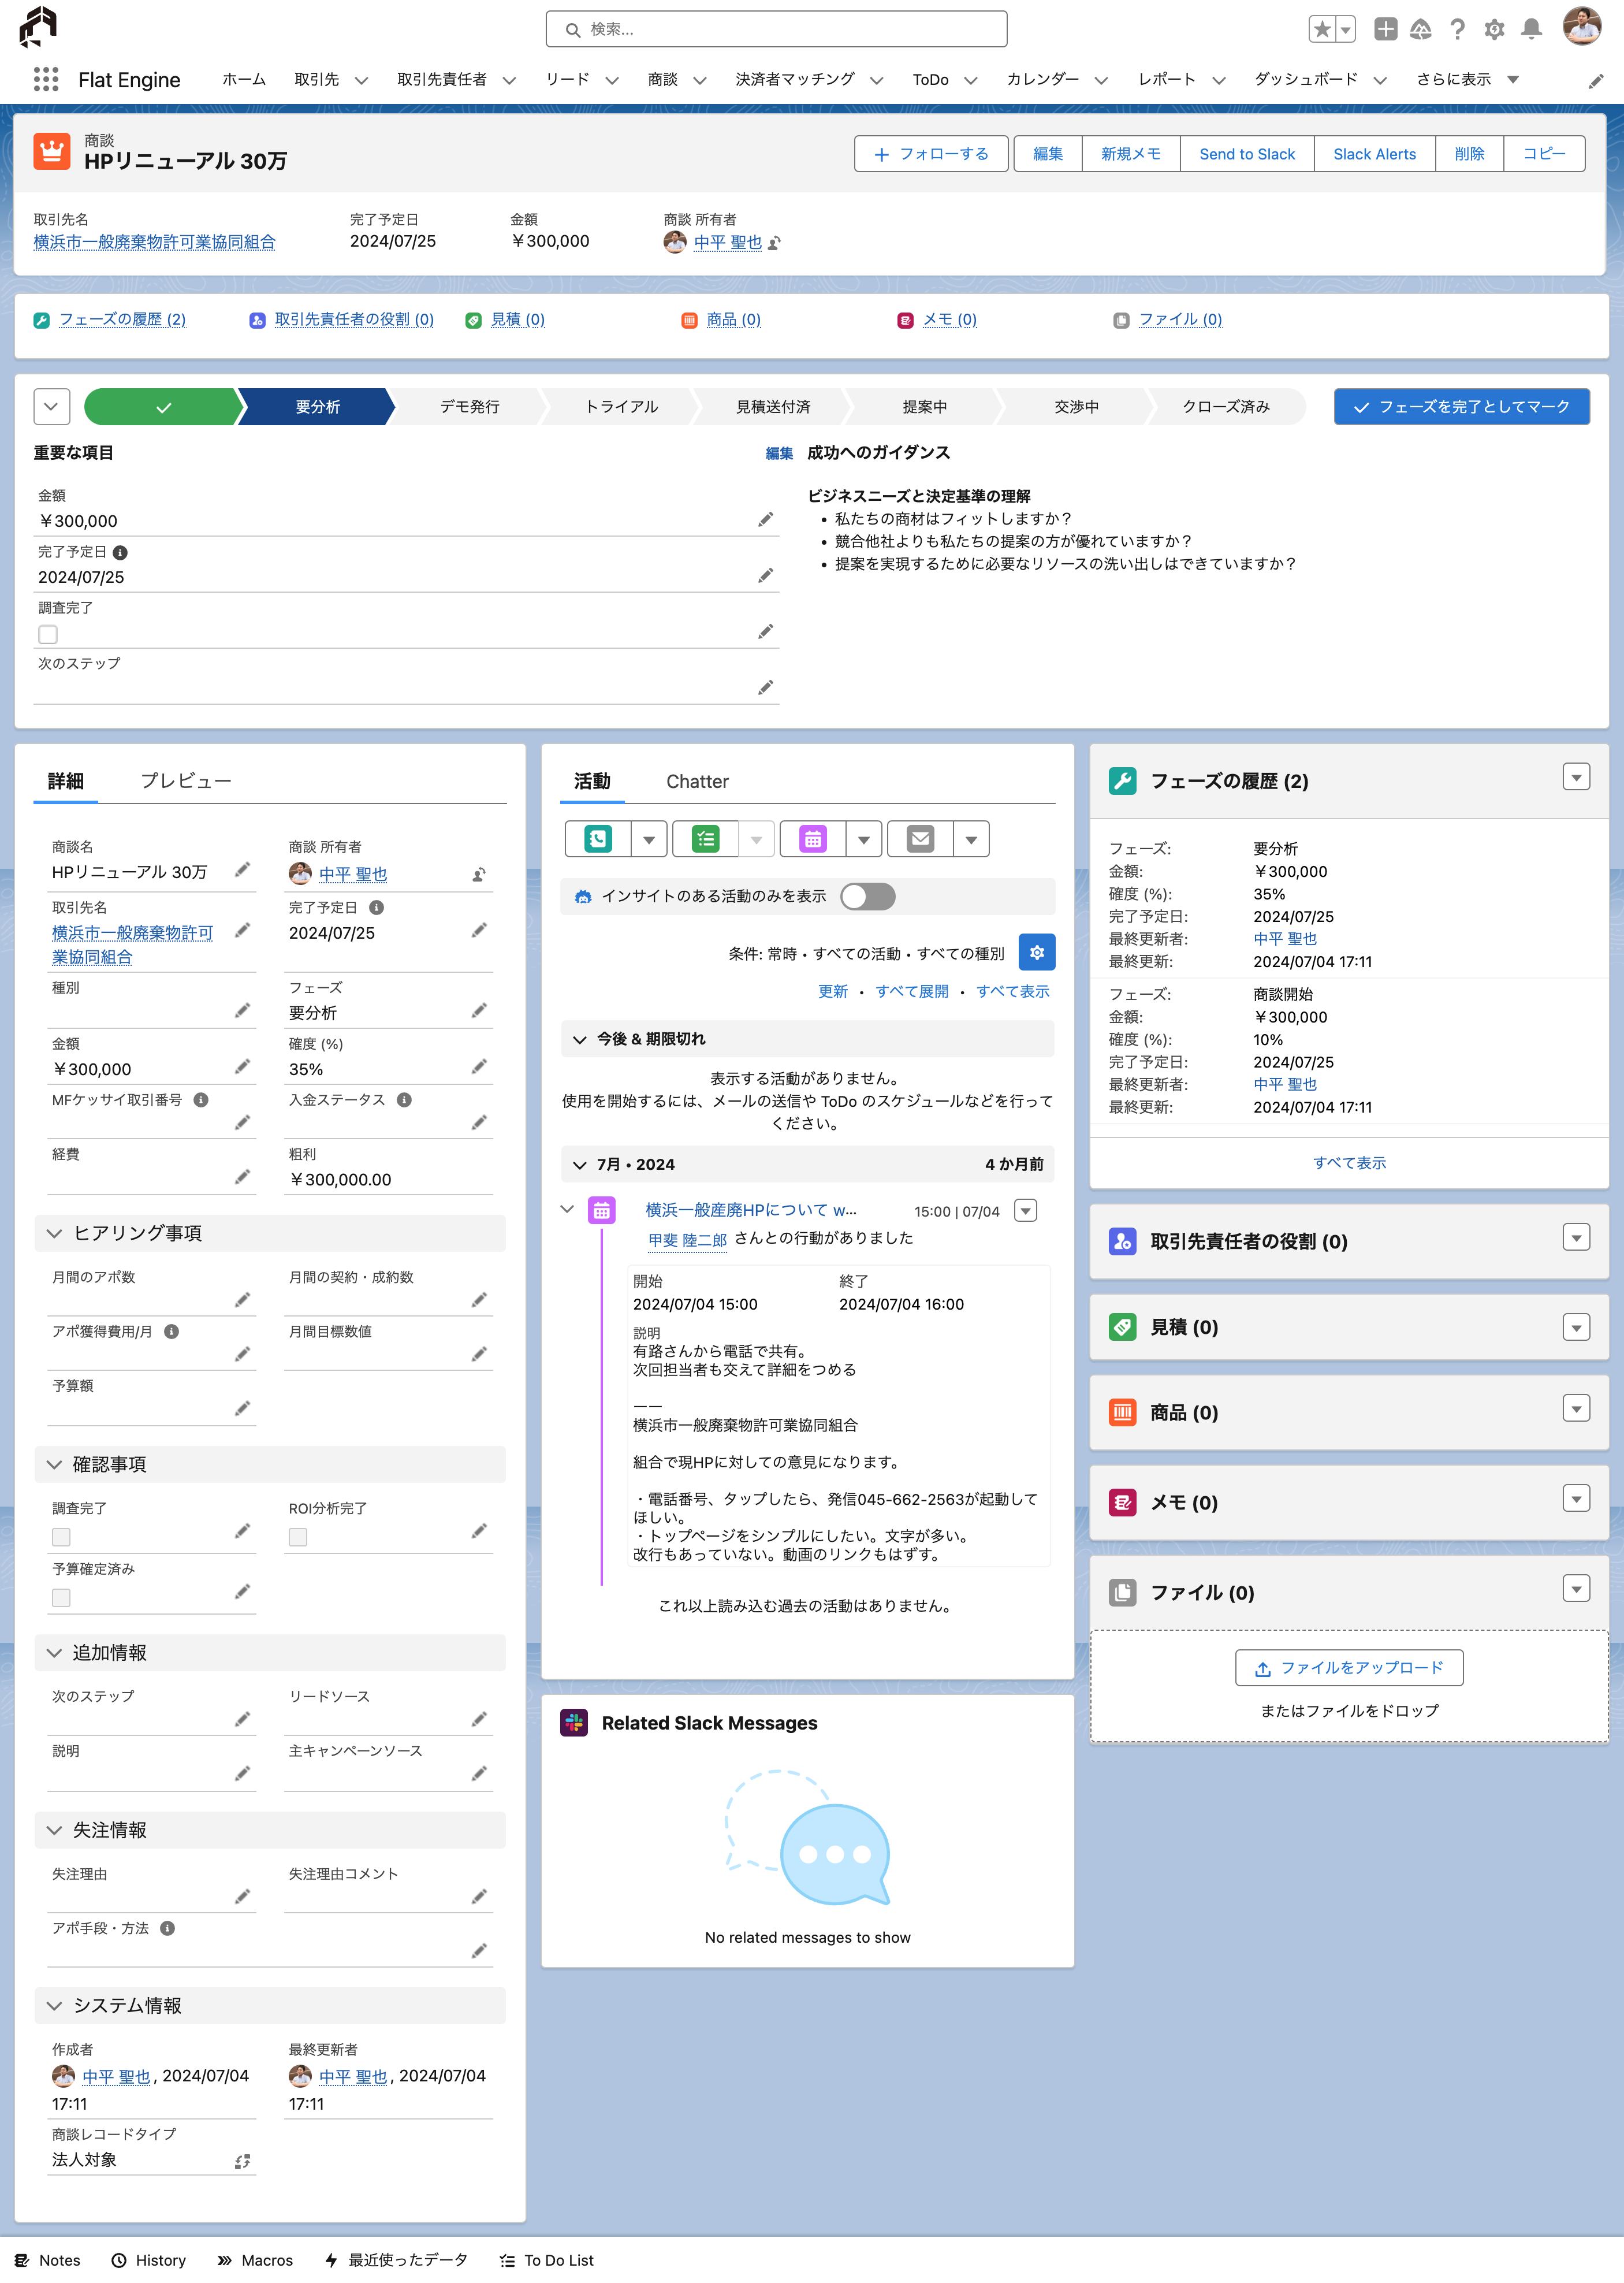 検索...
Flat Engine
ホーム
取引先
取引先責任者
リード
商談
決済者マッチング
ToDo
カレンダー
レポート
ダッシュボード
さらに表示
商談
HPリニューアル 30万
フォローする
編集
新規メモ
Send to Slack
Slack Alerts
削除
コピー
取引先名
横浜市一般廃棄物許可業協同組合
完了予定日
2024/07/25
金額
￥300,000
商談 所有者
中平 聖也
フェーズの履歴 (2)
取引先責任者の役割 (0)
見積 (0)
商品 (0)
メモ (0)
ファイル (0)
要分析
デモ発行
トライアル
見積送付済
提案中
交渉中
クローズ済み
フェーズを完了としてマーク
重要な項目
編集
金額
￥300,000
完了予定日
2024/07/25
調査完了
次のステップ
成功へのガイダンス
ビジネスニーズと決定基準の理解
• 私たちの商材はフィットしますか？
• 競合他社よりも私たちの提案の方が優れていますか？
• 提案を実現するために必要なリソースの洗い出しはできていますか？
詳細
プレビュー
商談名
HPリニューアル 30万
商談 所有者
中平 聖也
取引先名
横浜市一般廃棄物許可
業協同組合
完了予定日
2024/07/25
種別
フェーズ
要分析
金額
￥300,000
確度 (%)
35%
MFケッサイ取引番号
入金ステータス
経費
粗利
￥300,000.00
ヒアリング事項
月間のアポ数
月間の契約・成約数
アポ獲得費用/月
月間目標数値
予算額
確認事項
調査完了
ROI分析完了
予算確定済み
追加情報
次のステップ
リードソース
説明
主キャンペーンソース
失注情報
失注理由
失注理由コメント
アポ手段・方法
システム情報
作成者
中平 聖也, 2024/07/04
17:11
最終更新者
中平 聖也, 2024/07/04
17:11
商談レコードタイプ
法人対象
活動
Chatter
インサイトのある活動のみを表示
条件: 常時 • すべての活動 • すべての種別
更新 • すべて展開 • すべて表示
今後 & 期限切れ
表示する活動がありません。
使用を開始するには、メールの送信や ToDo のスケジュールなどを行って
ください。
7月 • 2024
4 か月前
横浜一般産廃HPについて w...
15:00 | 07/04
甲斐 陸二郎 さんとの行動がありました
開始
2024/07/04 15:00
終了
2024/07/04 16:00
説明
有路さんから電話で共有。
次回担当者も交えて詳細をつめる
ーー
横浜市一般廃棄物許可業協同組合
組合で現HPに対しての意見になります。
・電話番号、タップしたら、発信045-662-2563が起動して
ほしい。
・トップページをシンプルにしたい。文字が多い。
改行もあっていない。動画のリンクもはずす。
これ以上読み込む過去の活動はありません。
Related Slack Messages
No related messages to show
フェーズの履歴 (2)
フェーズ: 要分析
金額: ￥300,000
確度 (%): 35%
完了予定日: 2024/07/25
最終更新者: 中平 聖也
最終更新: 2024/07/04 17:11
フェーズ: 商談開始
金額: ￥300,000
確度 (%): 10%
完了予定日: 2024/07/25
最終更新者: 中平 聖也
最終更新: 2024/07/04 17:11
すべて表示
取引先責任者の役割 (0)
見積 (0)
商品 (0)
メモ (0)
ファイル (0)
ファイルをアップロード
またはファイルをドロップ
Notes
History
Macros
最近使ったデータ
To Do List